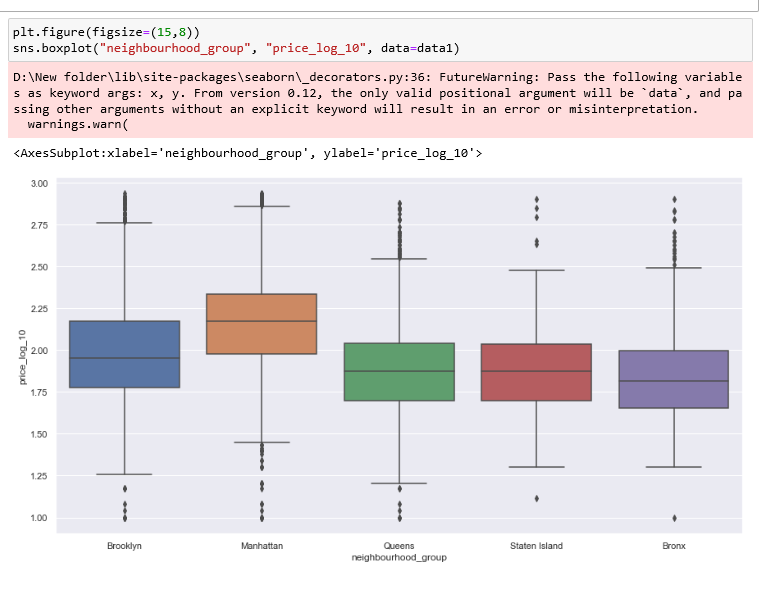 plt.figure(figsize=(15,8))
sns.boxplot("neighbourhood_group", "price_log_10", data=data1)
D:\New folder\lib\site-packages\seaborn\_decorators.py:36: FutureWarning: Pass the following variable
s as keyword args: x, y. From version 0.12, the only valid positional argument will be `data`, and pa
ssing other arguments without an explicit keyword will result in an error or misinterpretation.
  warnings.warn(
<AxesSubplot:xlabel='neighbourhood_group', ylabel='price_log_10'>
3.00
2.75
2.50
2.25
2.00
1.75
1.50
1.25
1.00
price_log_10
Brooklyn Manhattan Queens Staten Island Bronx
neighbourhood_group